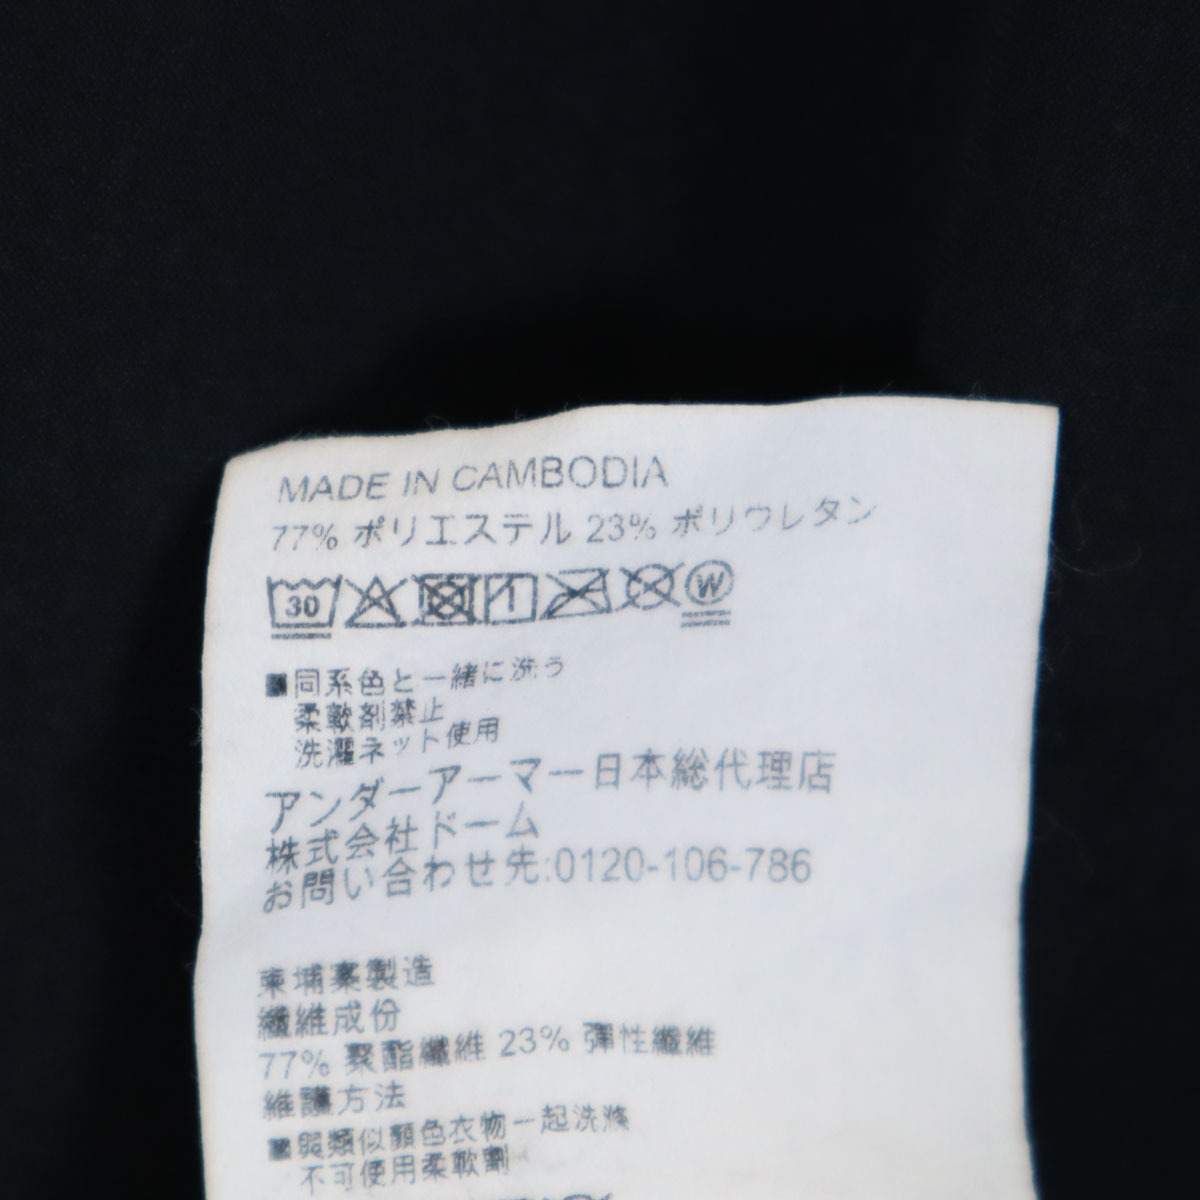 MADE IN CAMBODIA
77% ポリエステル 23% ポリウレタン
30 W
■同系色と一緒に洗う
柔軟剤禁止
洗濯ネット使用
アンダーアーマー日本総代理店
株式会社ドーム
お問い合わせ先:0120-106-786
柬埔寨製造
纖維成份
77% 聚酯纖維 23% 彈性纖維
維護方法
■與類似顏色衣物一起洗滌
不可使用柔軟劑